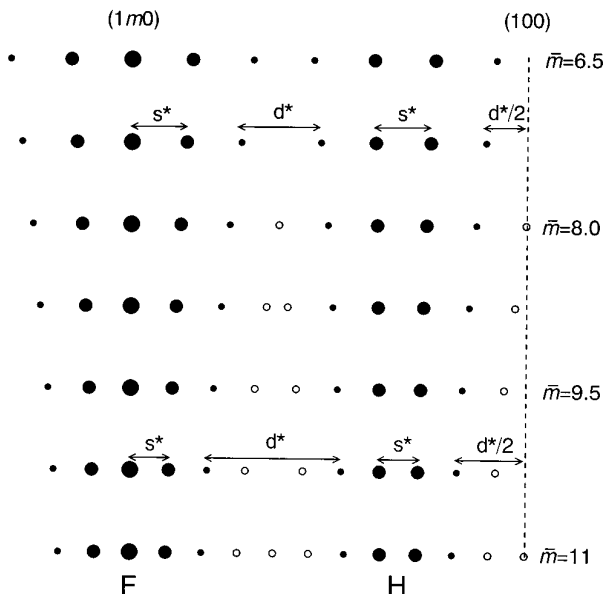 (1m0) (100)
m̄=6.5
s* d* s* d*/2
m̄=8.0
m̄=9.5
s* d* s* d*/2
m̄=11
F H